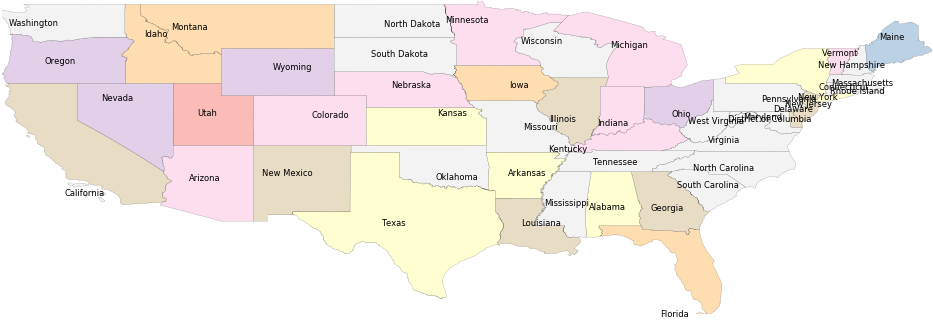 Washington
Idaho
Montana
North Dakota
Minnesota
Wisconsin
Michigan
Vermont
Maine
Oregon
Wyoming
South Dakota
New Hampshire
Nevada
Utah
Colorado
Nebraska
Iowa
Kansas
Missouri
Illinois
Indiana
Ohio
Massachusetts
Connecticut
Rhode Island
New York
Pennsylvania
New Jersey
Delaware
Maryland
District of Columbia
West Virginia
Virginia
Kentucky
California
Arizona
New Mexico
Oklahoma
Arkansas
Tennessee
North Carolina
South Carolina
Texas
Louisiana
Mississippi
Alabama
Georgia
Florida